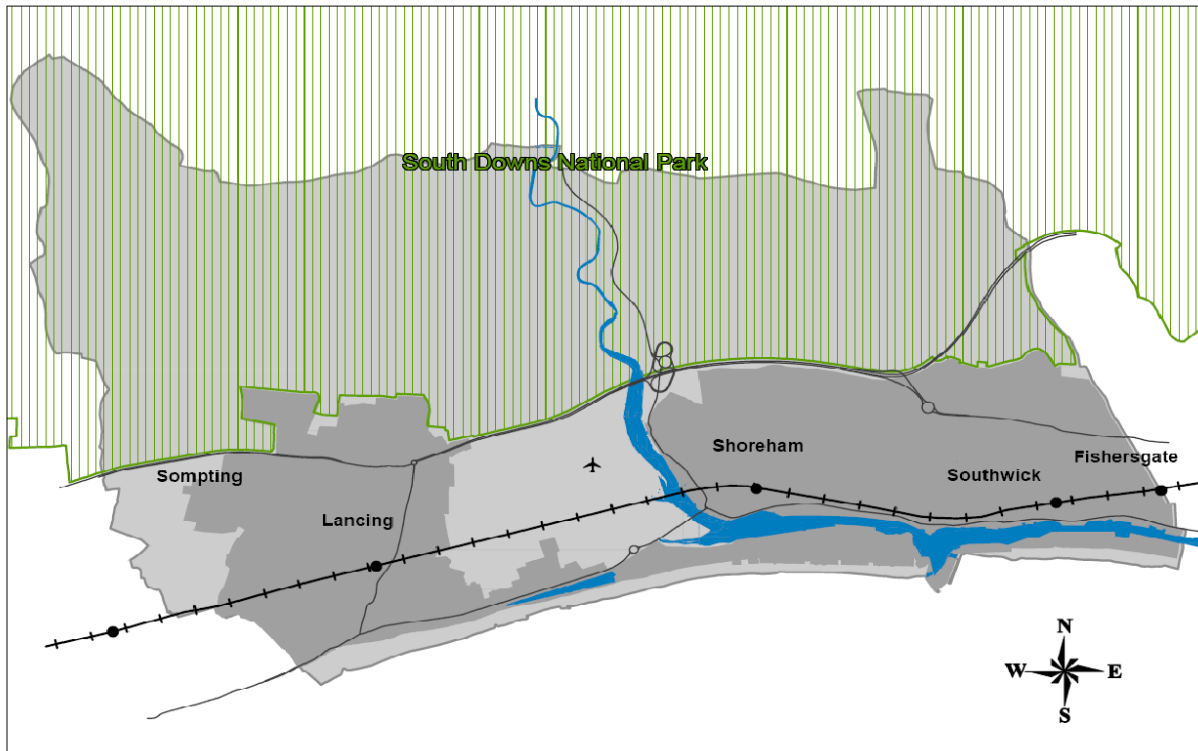 South Downs National Park
Shoreham
Fishersgate
Sompting
Southwick
Lancing
N
W
E
S